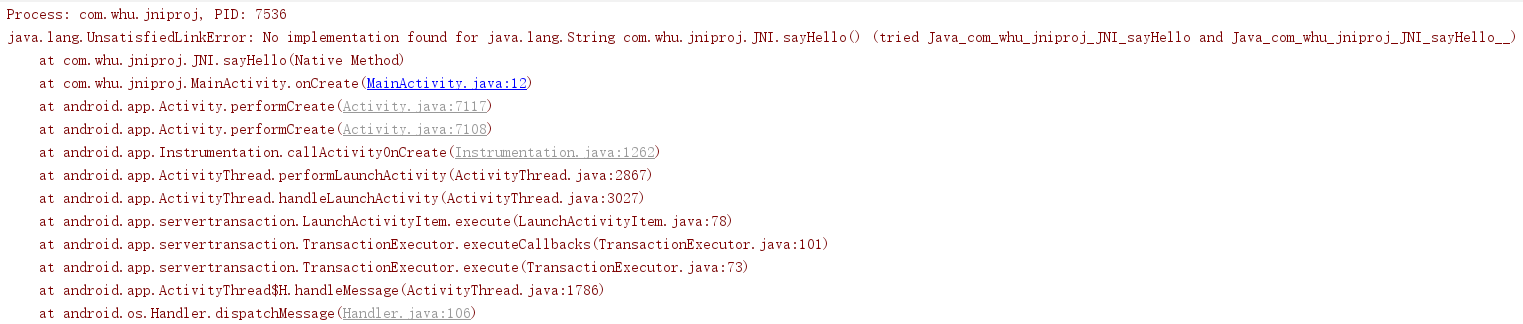 Process: com.whu.jniproj, PID: 7536
java.lang.UnsatisfiedLinkError: No implementation found for java.lang.String com.whu.jniproj.JNI.sayHello() (tried Java_com_whu_jniproj_JNI_sayHello and Java_com_whu_jniproj_JNI_sayHello__)
at com.whu.jniproj.JNI.sayHello(Native Method)
at com.whu.jniproj.MainActivity.onCreate(MainActivity.java:12)
at android.app.Activity.performCreate(Activity.java:7117)
at android.app.Activity.performCreate(Activity.java:7108)
at android.app.Instrumentation.callActivityOnCreate(Instrumentation.java:1262)
at android.app.ActivityThread.performLaunchActivity(ActivityThread.java:2867)
at android.app.ActivityThread.handleLaunchActivity(ActivityThread.java:3027)
at android.app.servertransaction.LaunchActivityItem.execute(LaunchActivityItem.java:78)
at android.app.servertransaction.TransactionExecutor.executeCallbacks(TransactionExecutor.java:101)
at android.app.servertransaction.TransactionExecutor.execute(TransactionExecutor.java:73)
at android.app.ActivityThread$H.handleMessage(ActivityThread.java:1786)
at android.os.Handler.dispatchMessage(Handler.java:106)